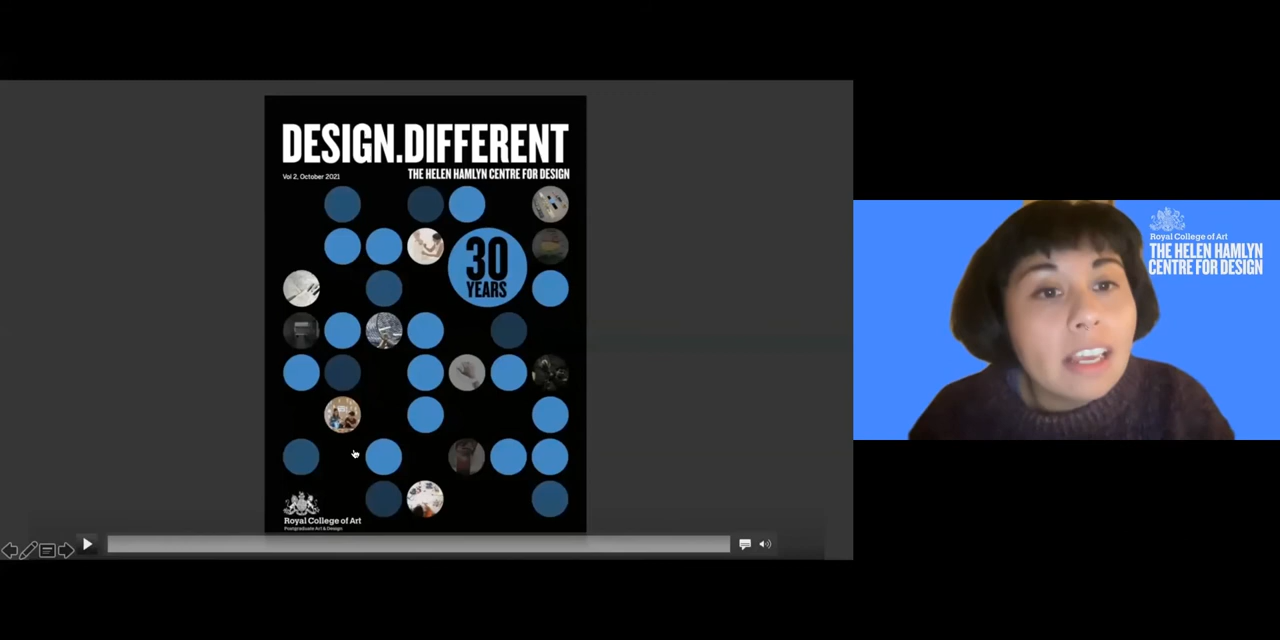 DESIGN.DIFFERENT
Vol 2, October 2021
THE HELEN HAMLYN CENTRE FOR DESIGN
30
YEARS
Royal College of Art
Postgraduate Art & Design
Royal College of Art
THE HELEN HAMLYN
CENTRE FOR DESIGN